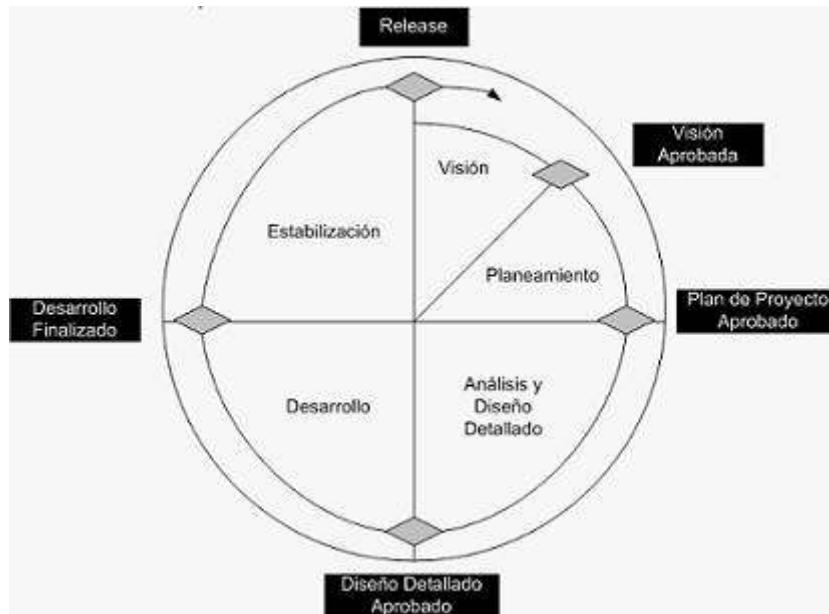 Release
Visión
Aprobada
Visión
Estabilización
Planeamiento
Desarrollo
Finalizado
Plan de Proyecto
Aprobado
Desarrollo
Análisis y
Diseño
Detallado
Diseño Detallado
Aprobado